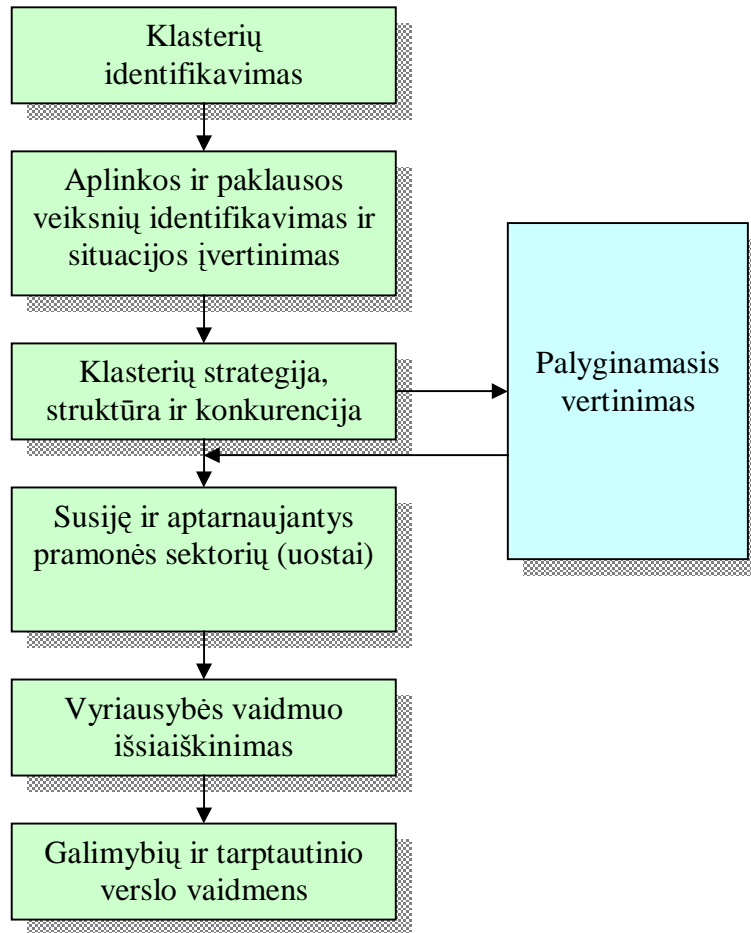 Klasterių
identifikavimas
Aplinkos ir paklausos
veiksnių identifikavimas ir
situacijos įvertinimas
Klasterių strategija,
struktūra ir konkurencija
Palyginamasis
vertinimas
Susiję ir aptarnaujantys
pramonės sektorių (uostai)
Vyriausybės vaidmuo
išsiaiškinimas
Galimybių ir tarptautinio
verslo vaidmens